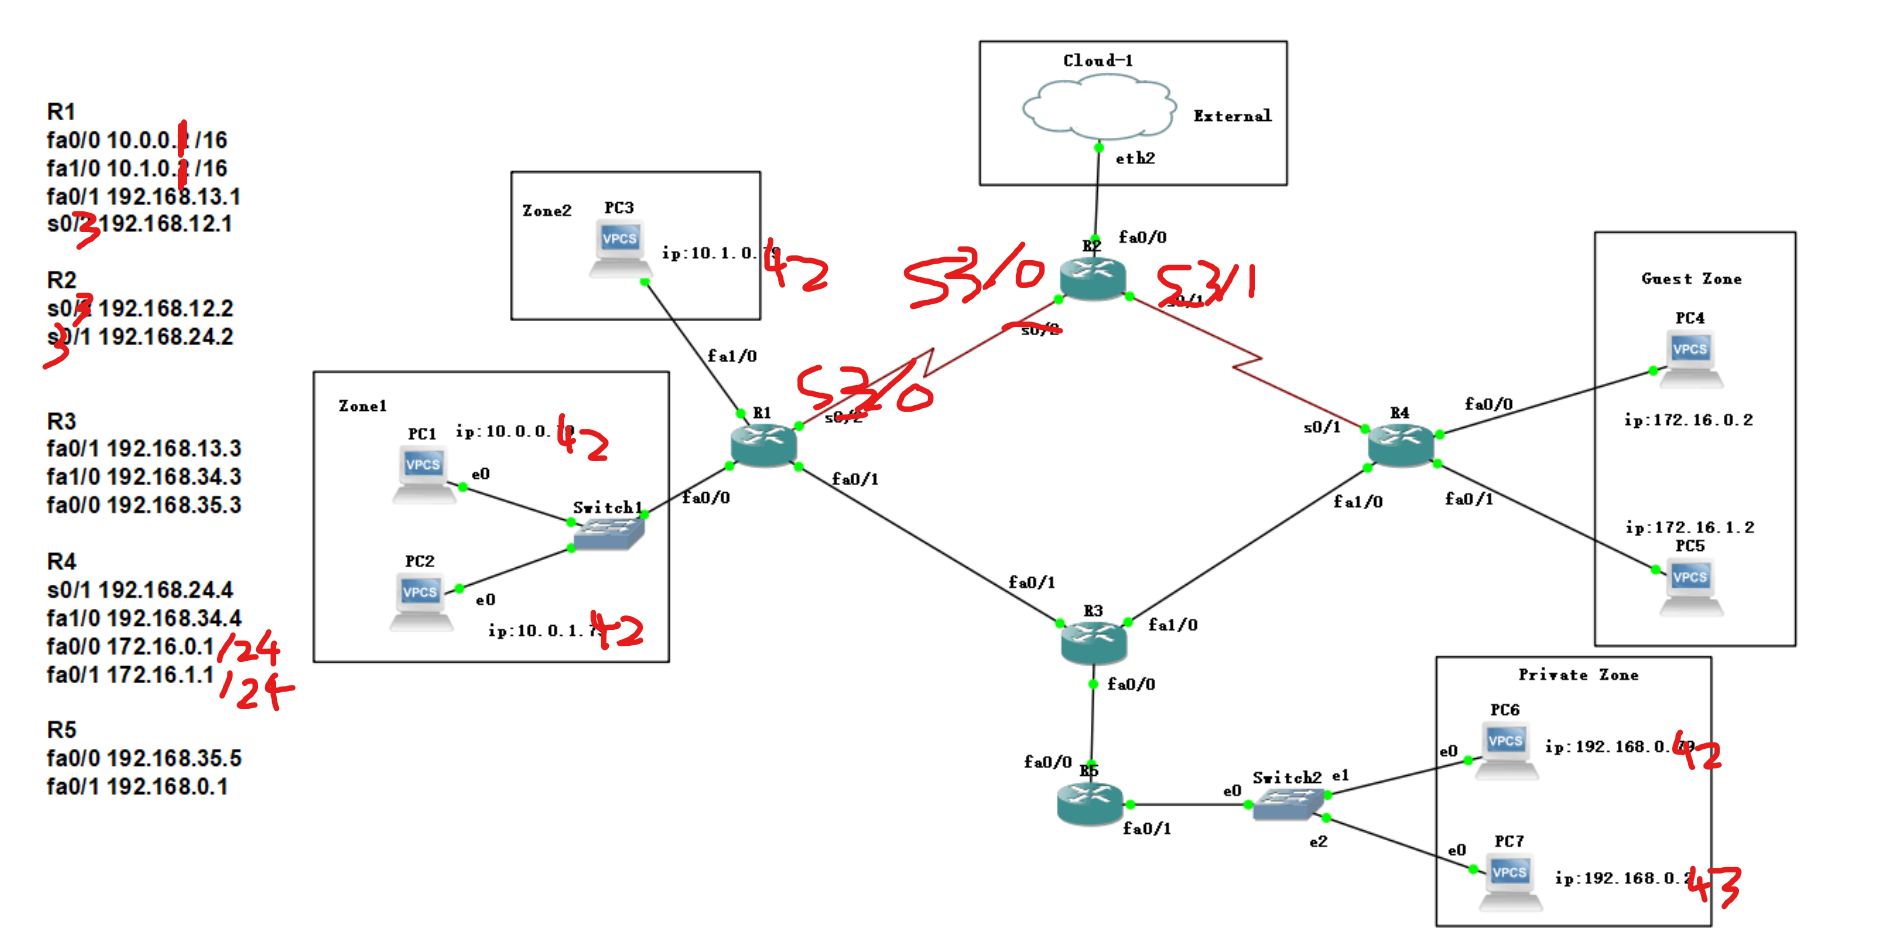 R1
fa0/0 10.0.0.1 /16
fa1/0 10.1.0.1 /16
fa0/1 192.168.13.1
s0/3 192.168.12.1
R2
s0/3 192.168.12.2
3/1 192.168.24.2
R3
fa0/1 192.168.13.3
fa1/0 192.168.34.3
fa0/0 192.168.35.3
R4
s0/1 192.168.24.4
fa1/0 192.168.34.4
fa0/0 172.16.0.1 /24
fa0/1 172.16.1.1 /24
R5
fa0/0 192.168.35.5
fa0/1 192.168.0.1
Cloud-1
External
eth2
fa0/0
R2
S3/0
S3/1
s0/2
Zone2
PC3
VPCS
ip:10.1.0.42
fa1/0
S3/0
s0/2
R1
fa0/0
fa0/1
Zone1
PC1
ip:10.0.0.42
VPCS
e0
Switch1
PC2
VPCS
e0
ip:10.0.1.42
Guest Zone
PC4
VPCS
ip:172.16.0.2
fa0/0
R4
s0/1
fa1/0
fa0/1
ip:172.16.1.2
PC5
VPCS
fa0/1
R3
fa1/0
fa0/0
fa0/0
R5
fa0/1
e0
Switch2
e1
e2
Private Zone
PC6
VPCS
e0
ip:192.168.0.42
PC7
VPCS
e0
ip:192.168.0.43